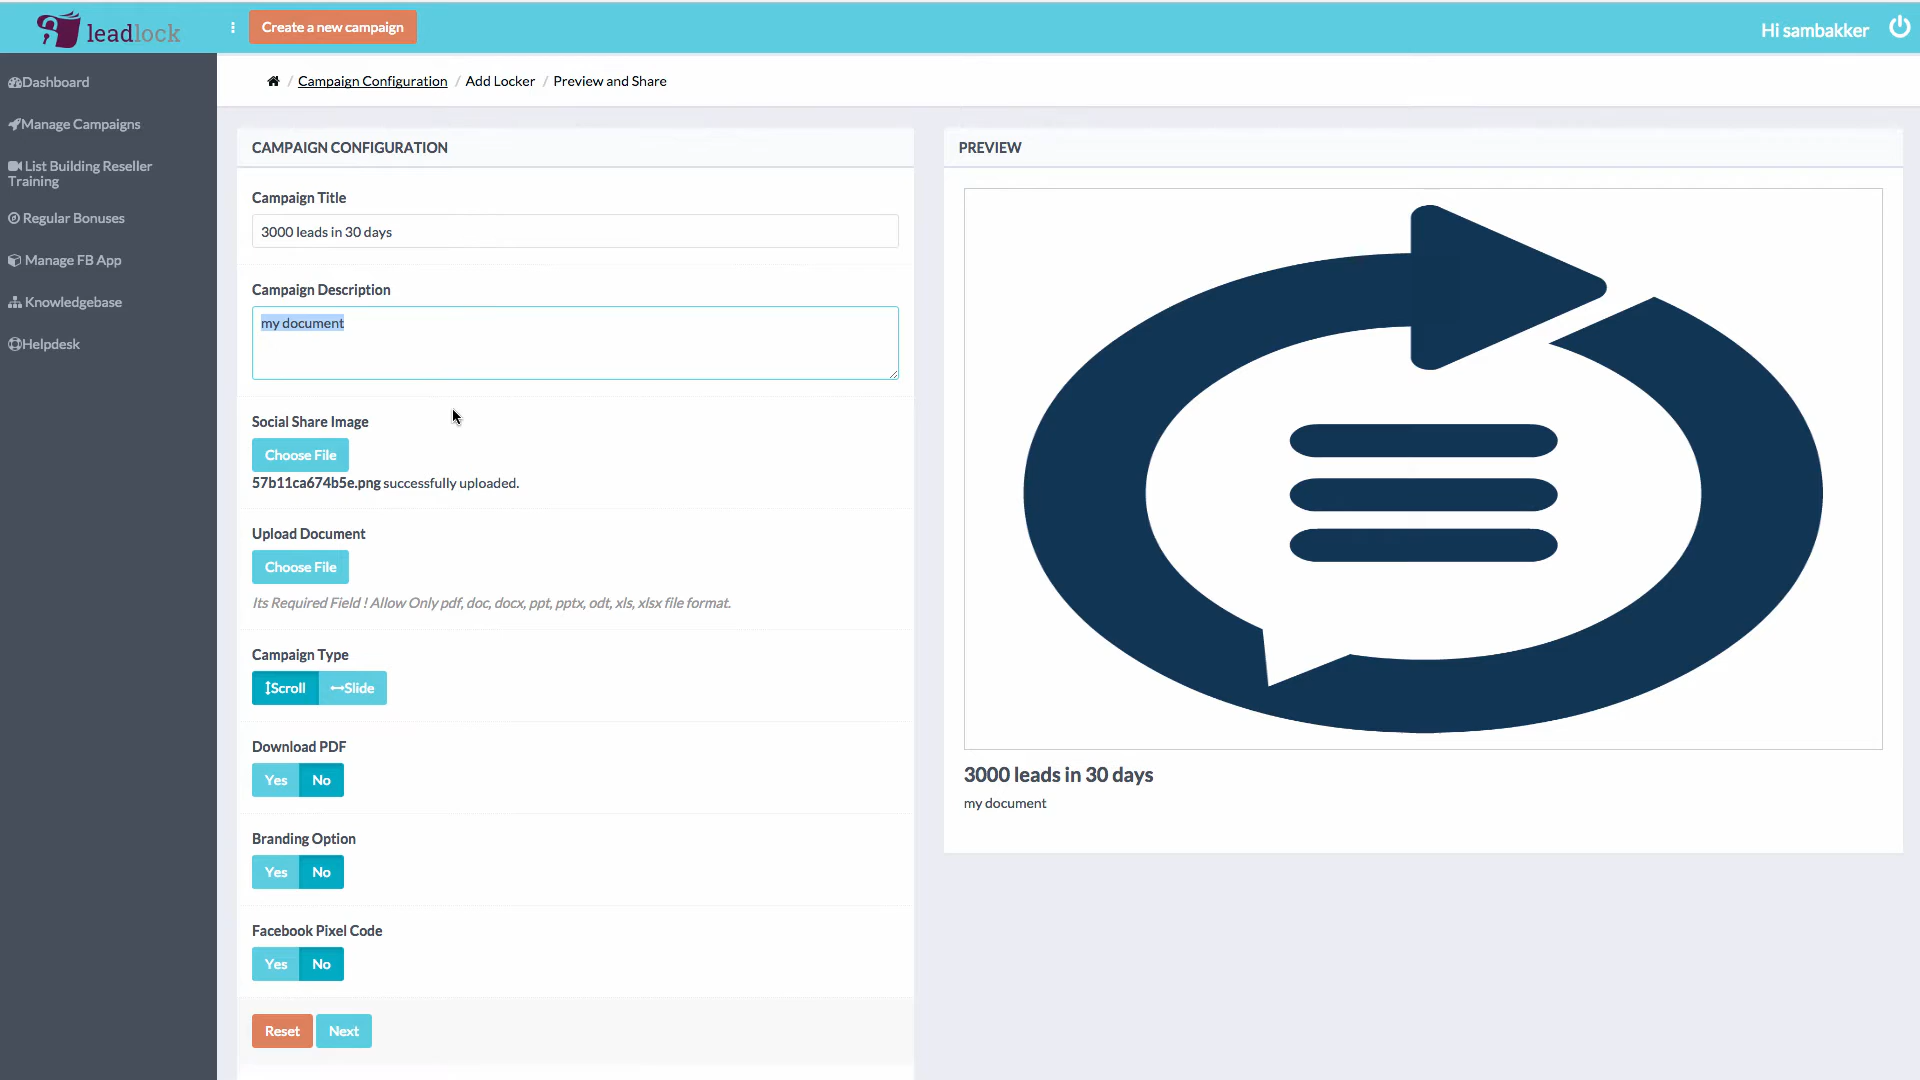 leadlock
Create a new campaign
Hi sambakker
Dashboard
Manage Campaigns
List Building Reseller
Training
Regular Bonuses
Manage FB App
Knowledgebase
Helpdesk
/ Campaign Configuration / Add Locker / Preview and Share
CAMPAIGN CONFIGURATION
Campaign Title
3000 leads in 30 days
Campaign Description
my document
Social Share Image
Choose File
57b11ca674b5e.png successfully uploaded.
Upload Document
Choose File
Its Required Field ! Allow Only pdf, doc, docx, ppt, pptx, odt, xls, xlsx file format.
Campaign Type
Scroll Slide
Download PDF
Yes No
Branding Option
Yes No
Facebook Pixel Code
Yes No
Reset Next
PREVIEW
3000 leads in 30 days
my document